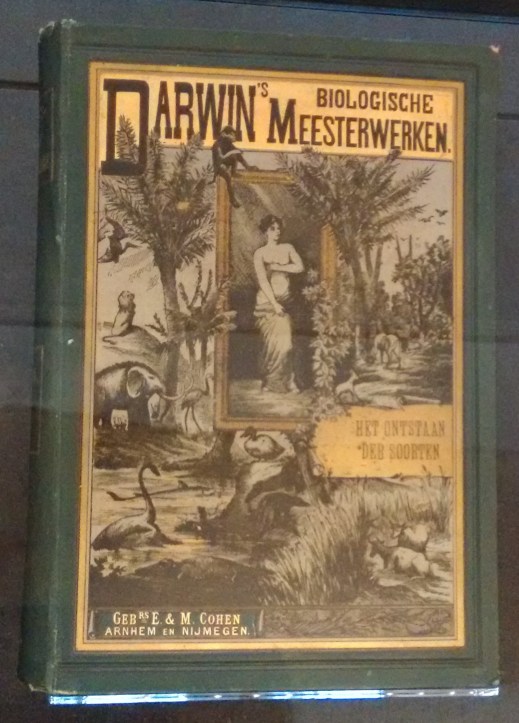 DARWIN'S BIOLOGISCHE
MEESTERWERKEN.
HET ONTSTAAN
DER SOORTEN
GEBRS E. & M. COHEN
ARNHEM EN NIJMEGEN.